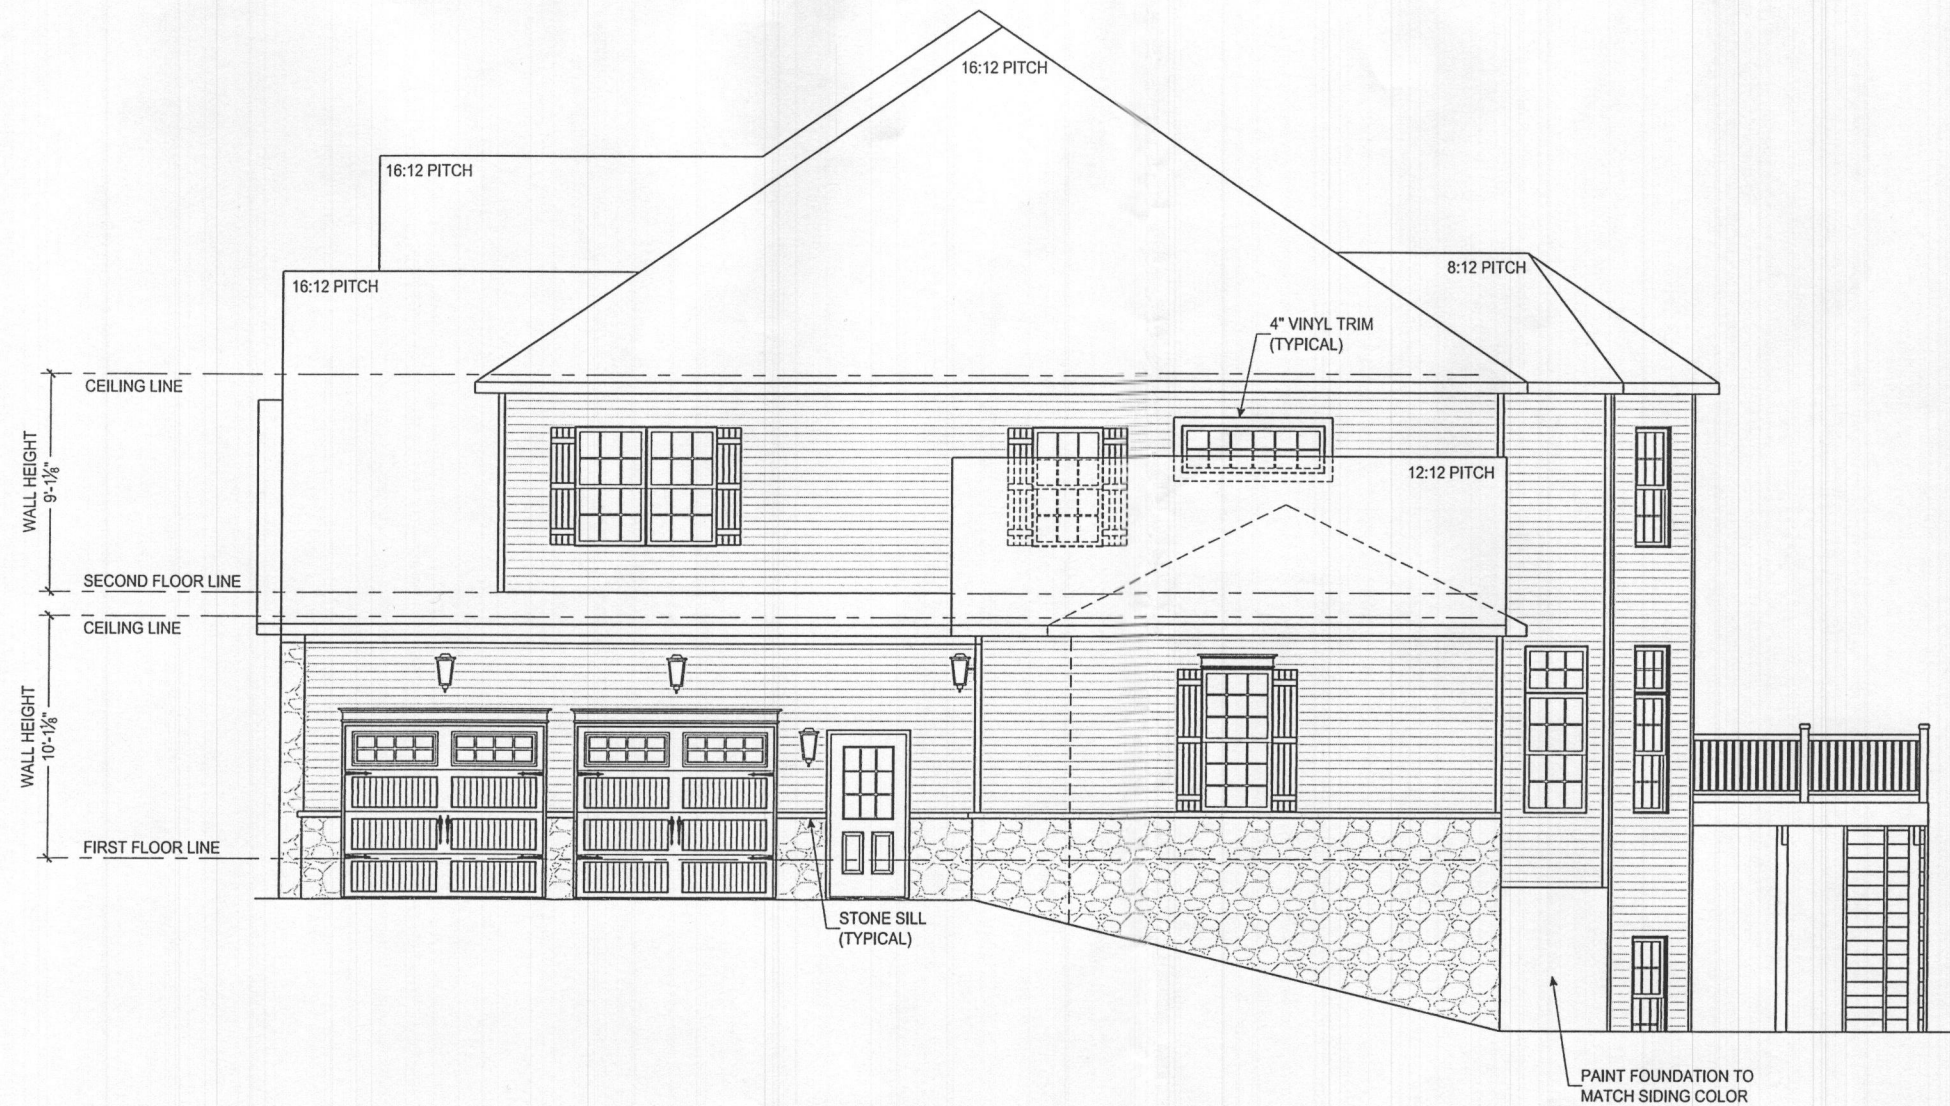 16:12 PITCH
16:12 PITCH
16:12 PITCH
8:12 PITCH
4" VINYL TRIM
(TYPICAL)
CEILING LINE
WALL HEIGHT
9'-1⅛"
12:12 PITCH
SECOND FLOOR LINE
CEILING LINE
WALL HEIGHT
10'-1⅛"
FIRST FLOOR LINE
STONE SILL
(TYPICAL)
PAINT FOUNDATION TO
MATCH SIDING COLOR